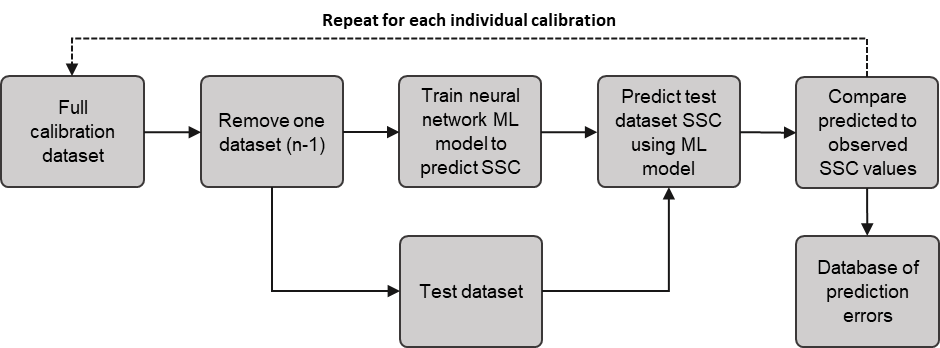 Repeat for each individual calibration
Full
calibration
dataset
Remove one
dataset (n-1)
Train neural
network ML
model to
predict SSC
Predict test
dataset SSC
using ML
model
Compare
predicted to
observed
SSC values
Test dataset
Database of
prediction
errors